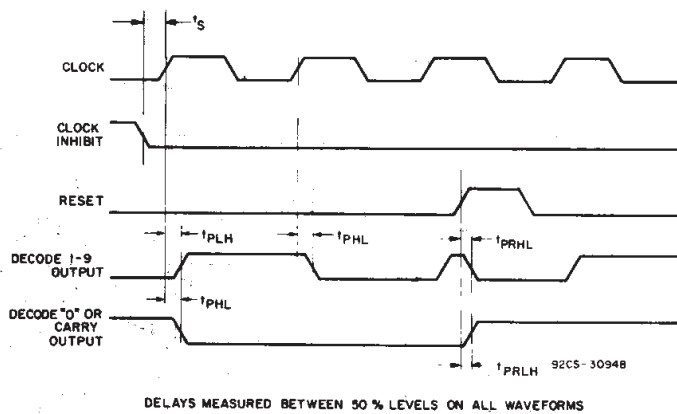 tS
CLOCK
CLOCK
INHIBIT
RESET
tPLH
tPHL
tPRHL
DECODE 1-9
OUTPUT
tPHL
DECODE "0" OR
CARRY
OUTPUT
tPRLH
92CS-30948
DELAYS MEASURED BETWEEN 50 % LEVELS ON ALL WAVEFORMS